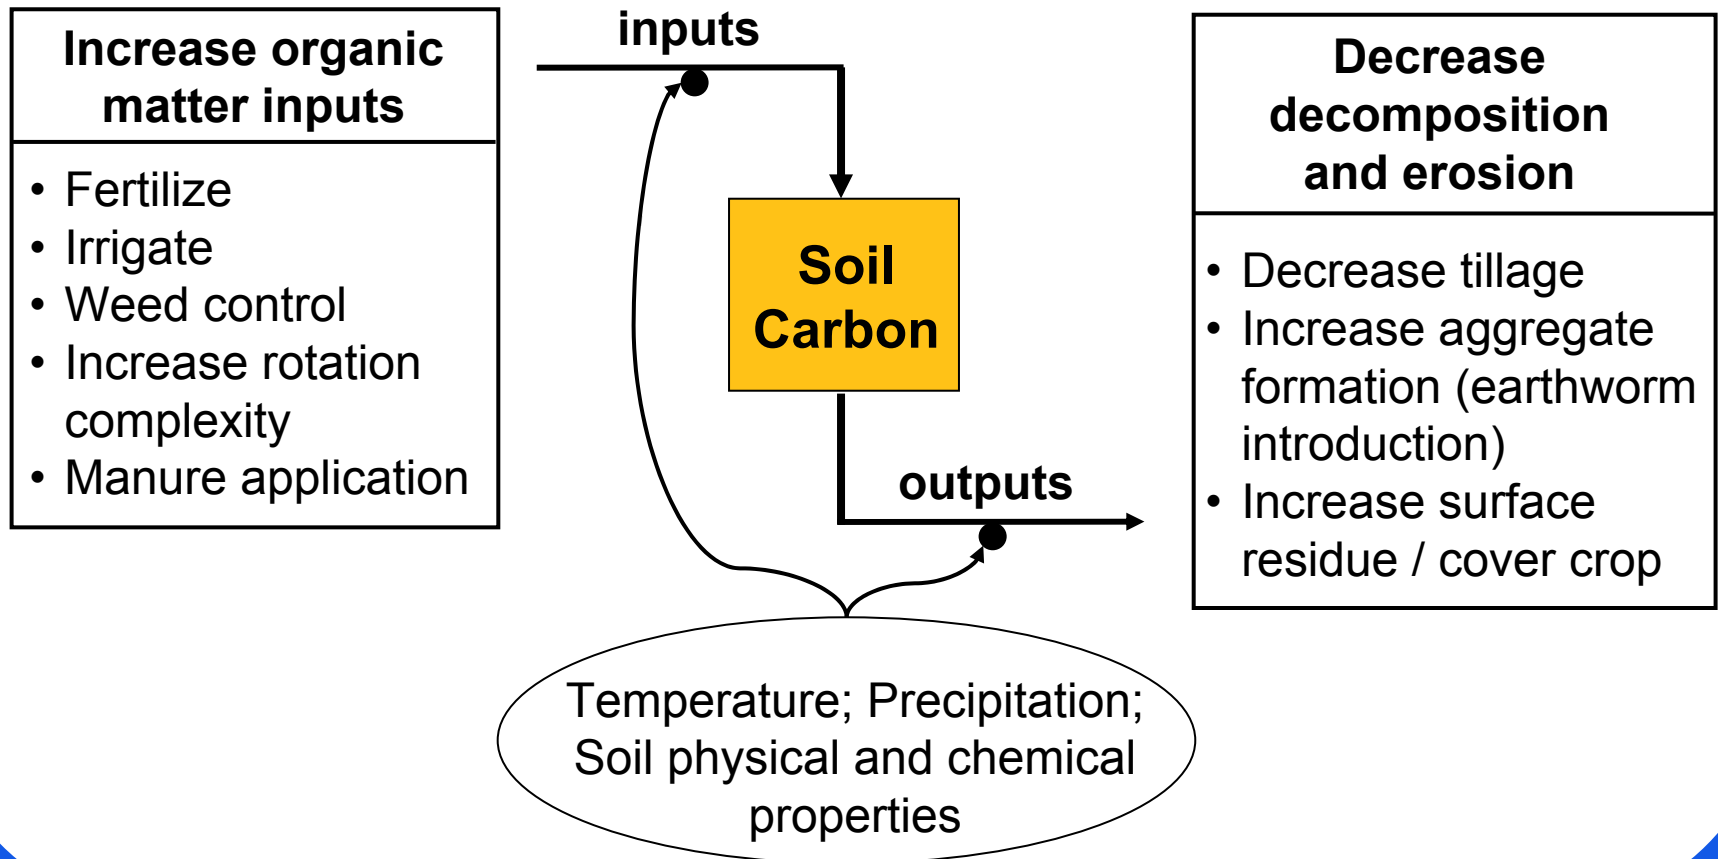 Increase organic
matter inputs
• Fertilize
• Irrigate
• Weed control
• Increase rotation
complexity
• Manure application
inputs
Soil
Carbon
outputs
Temperature; Precipitation;
Soil physical and chemical
properties
Decrease
decomposition
and erosion
• Decrease tillage
• Increase aggregate
formation (earthworm
introduction)
• Increase surface
residue / cover crop